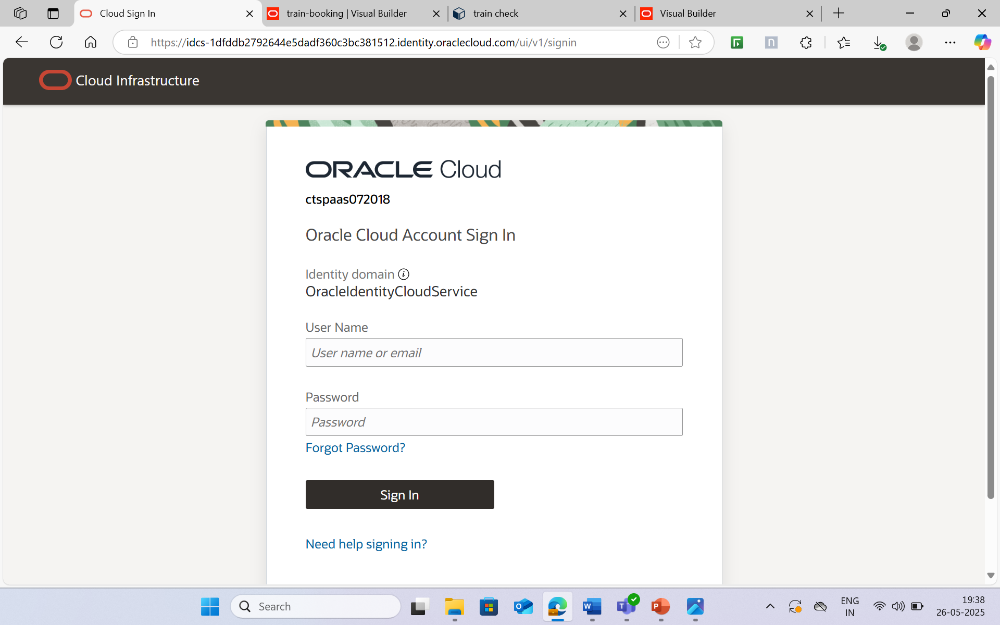 Cloud Sign In
train-booking | Visual Builder
train check
Visual Builder
https://idcs-1dfddb2792644e5dadf360c3bc381512.identity.oraclecloud.com/ui/v1/signin
Cloud Infrastructure
ORACLE Cloud
ctspaas072018
Oracle Cloud Account Sign In
Identity domain
OracleIdentityCloudService
User Name
User name or email
Password
Password
Forgot Password?
Sign In
Need help signing in?
Search
ENG
IN
19:38
26-05-2025